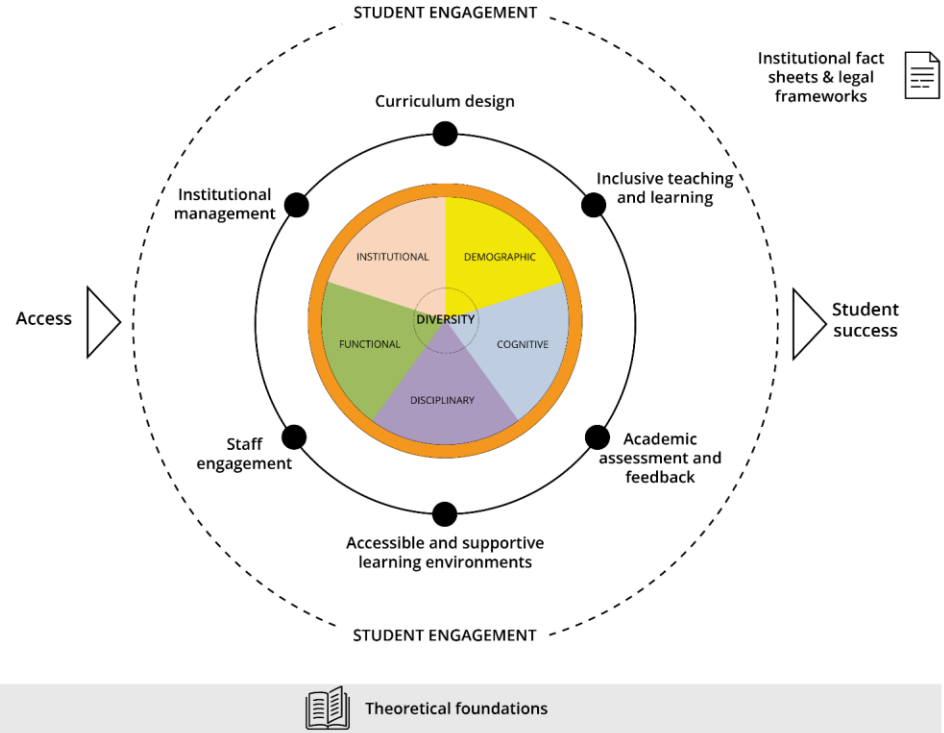 STUDENT ENGAGEMENT
Institutional fact
sheets & legal
frameworks
Curriculum design
Inclusive teaching
and learning
Institutional
management
INSTITUTIONAL
DEMOGRAPHIC
Access
DIVERSITY
Student
success
FUNCTIONAL
COGNITIVE
DISCIPLINARY
Staff
engagement
Academic
assessment and
feedback
Accessible and supportive
learning environments
STUDENT ENGAGEMENT
Theoretical foundations